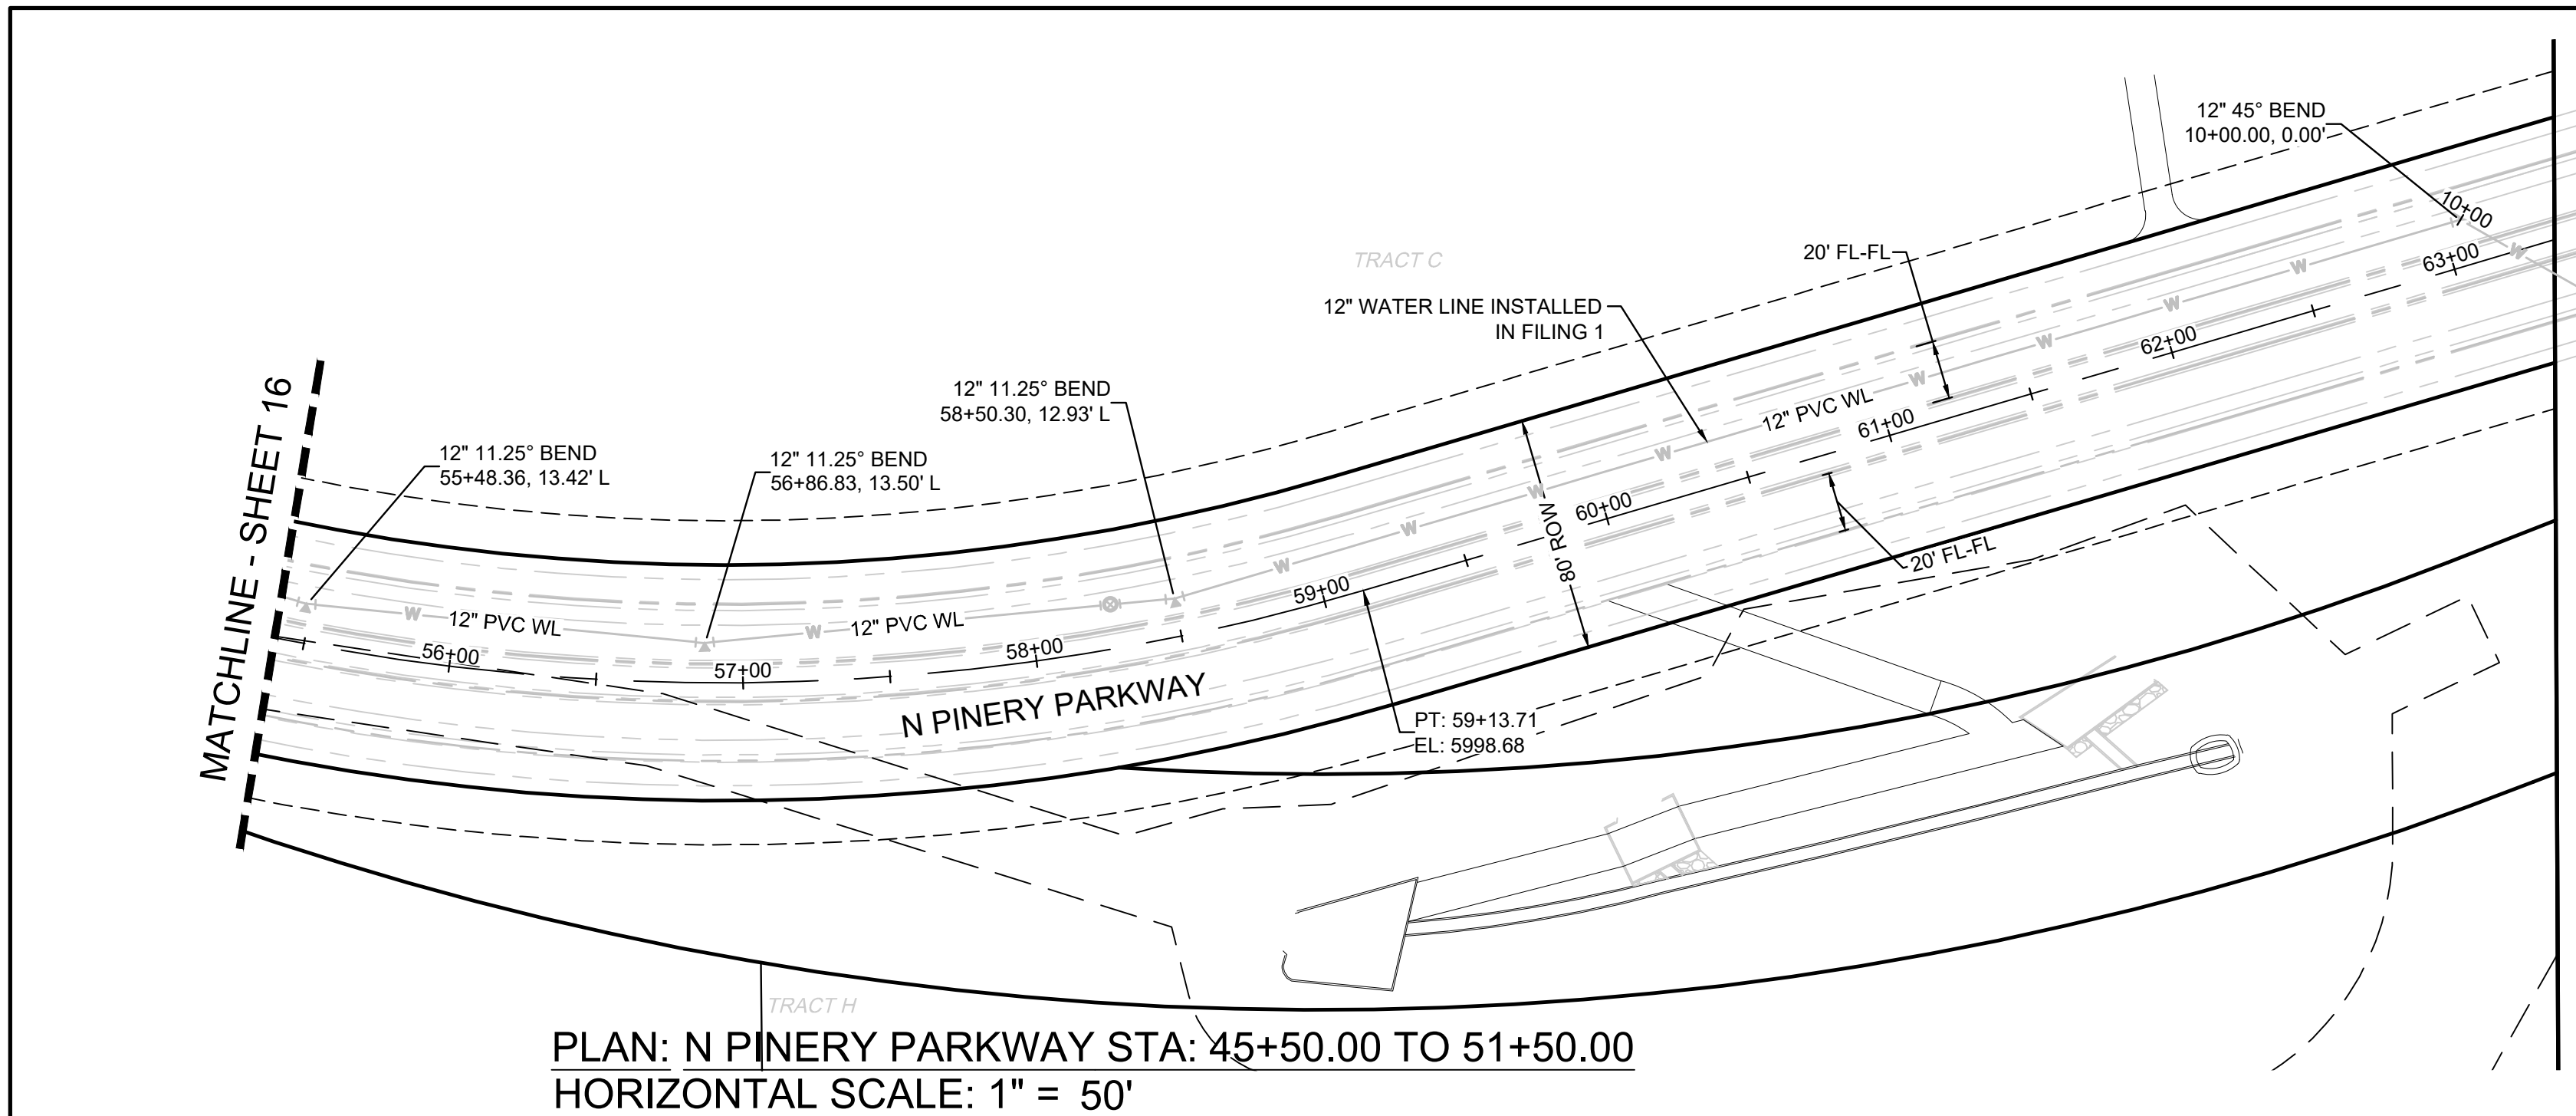 12" 45° BEND
10+00.00, 0.00'
10+00
63+00
W
TRACT C
20' FL-FL
W
12" WATER LINE INSTALLED
IN FILING 1
W
W
62+00
W
12" PVC WL
61+00
MATCHLINE - SHEET 16
12" 11.25° BEND
58+50.30, 12.93' L
12" 11.25° BEND
55+48.36, 13.42' L
12" 11.25° BEND
56+86.83, 13.50' L
W
W
60+00
80' ROW
W
20' FL-FL
W
59+00
W
12" PVC WL
W
12" PVC WL
56+00
57+00
58+00
N PINERY PARKWAY
PT: 59+13.71
EL: 5998.68
TRACT H
PLAN: N PINERY PARKWAY STA: 45+50.00 TO 51+50.00
HORIZONTAL SCALE: 1" = 50'